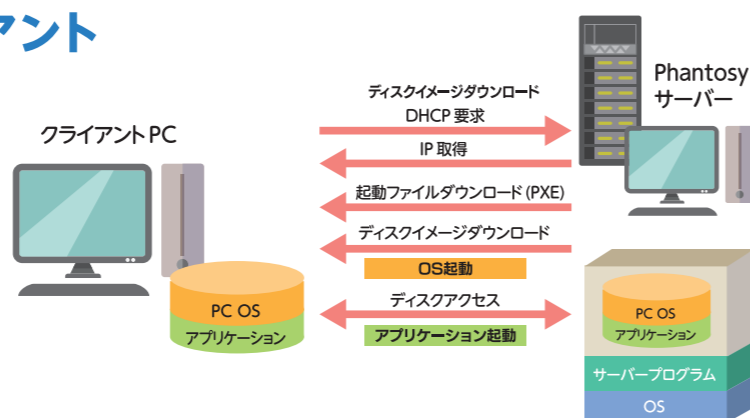 アント
クライアント PC
ディスクイメージダウンロード
DHCP 要求
IP 取得
起動ファイルダウンロード (PXE)
ディスクイメージダウンロード
OS起動
ディスクアクセス
アプリケーション起動
PC OS
アプリケーション
Phantosy
サーバー
PC OS
アプリケーション
サーバープログラム
OS